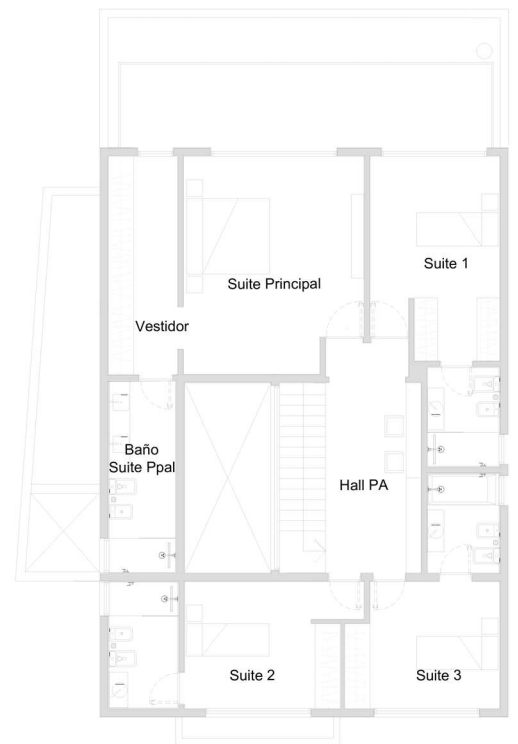 Suite 1
Suite Principal
Vestidor
Baño
Suite Ppal
Hall PA
Suite 2
Suite 3